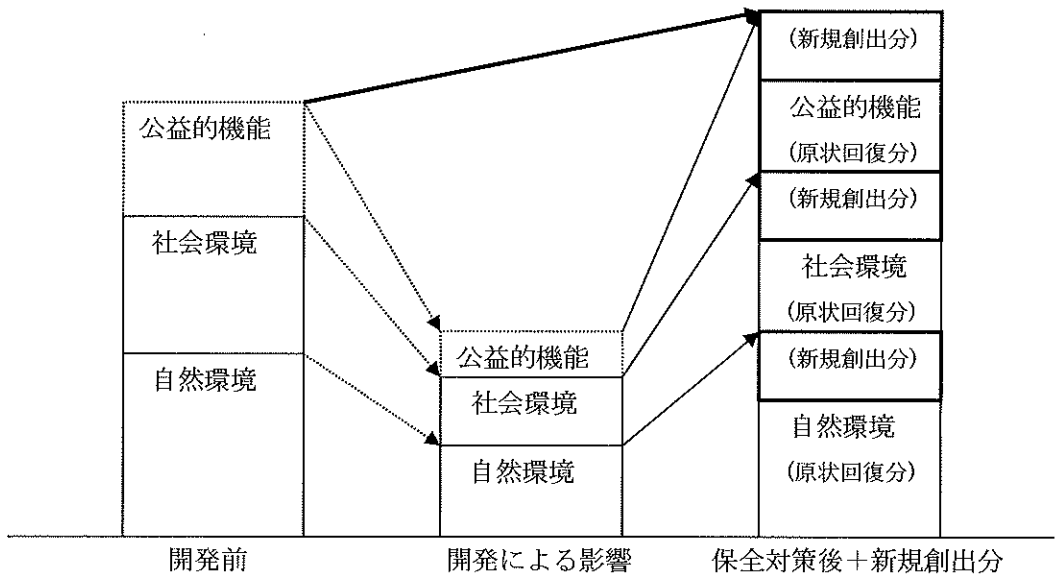 公益的機能
社会環境
自然環境
開発前
公益的機能
社会環境
自然環境
開発による影響
(新規創出分)
公益的機能
(原状回復分)
(新規創出分)
社会環境
(原状回復分)
(新規創出分)
自然環境
(原状回復分)
保全対策後＋新規創出分